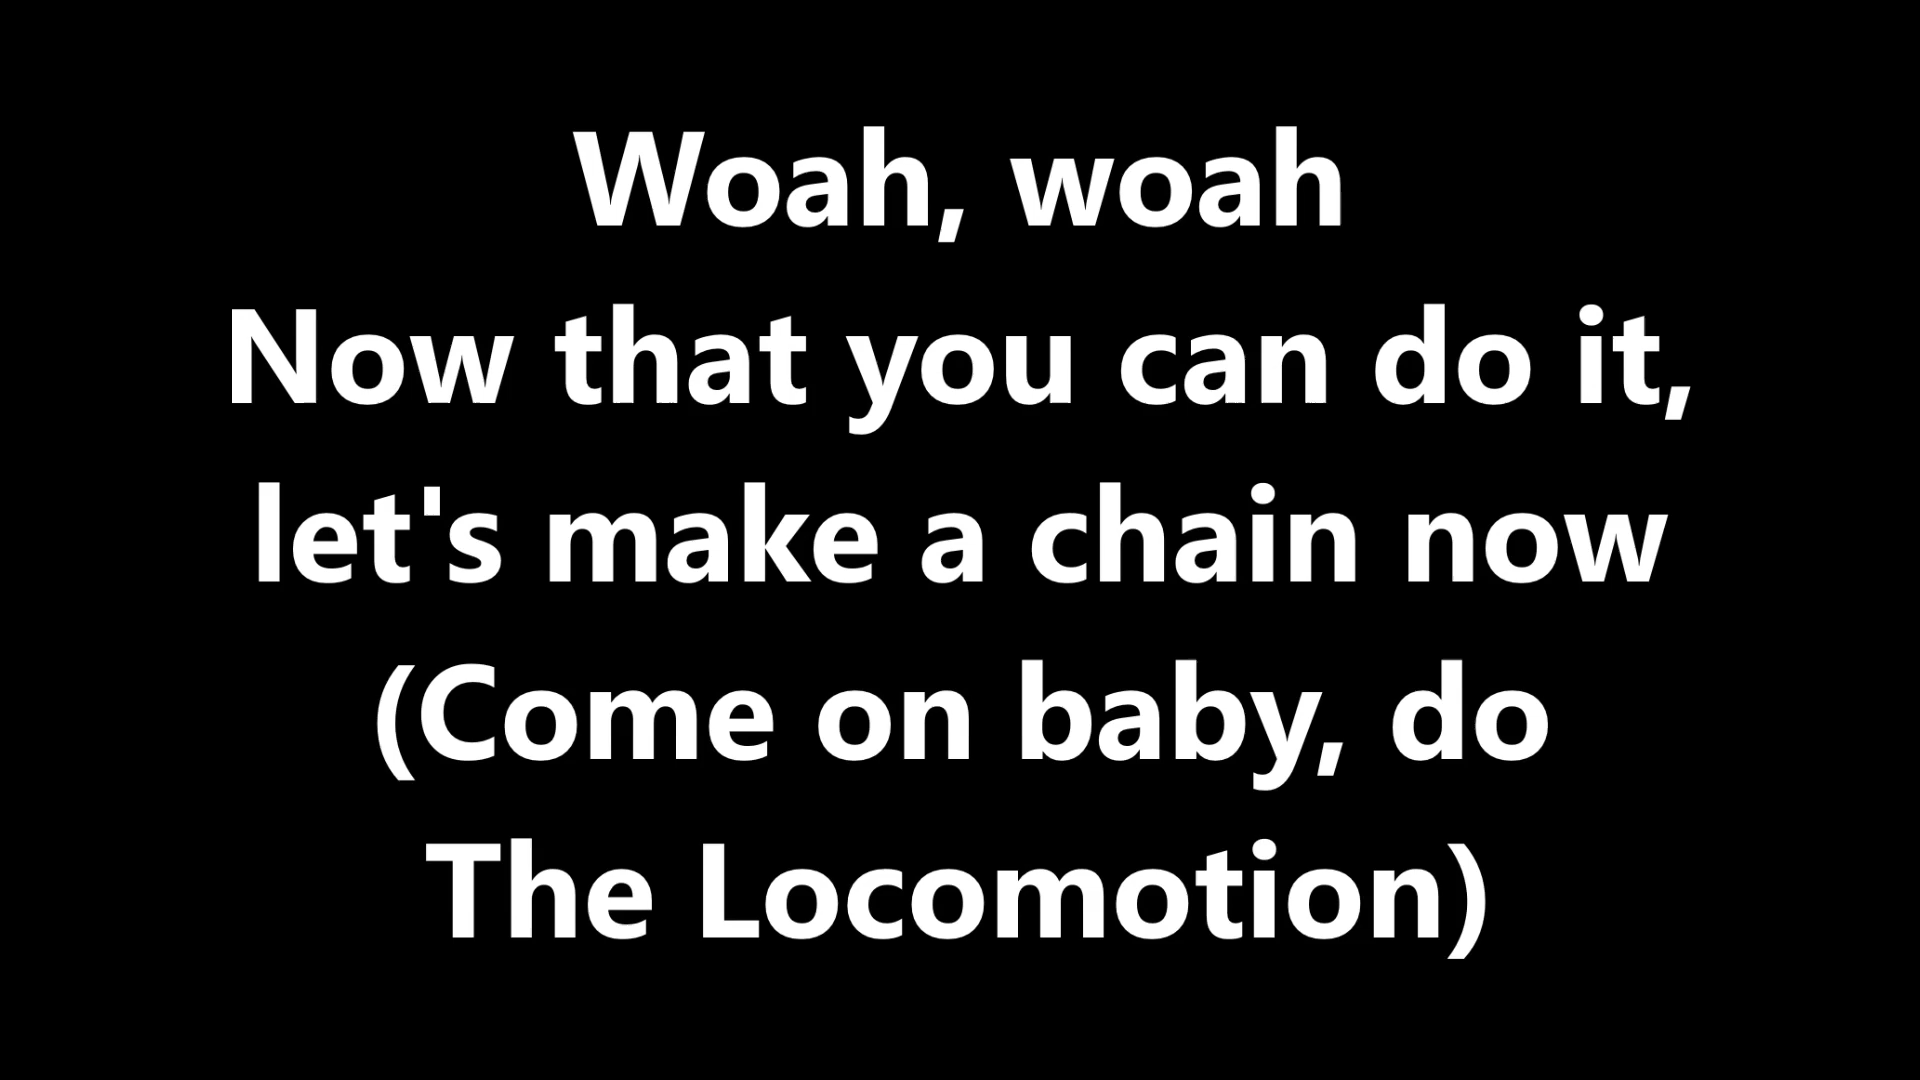 Woah, woah
Now that you can do it,
let's make a chain now
(Come on baby, do
The Locomotion)